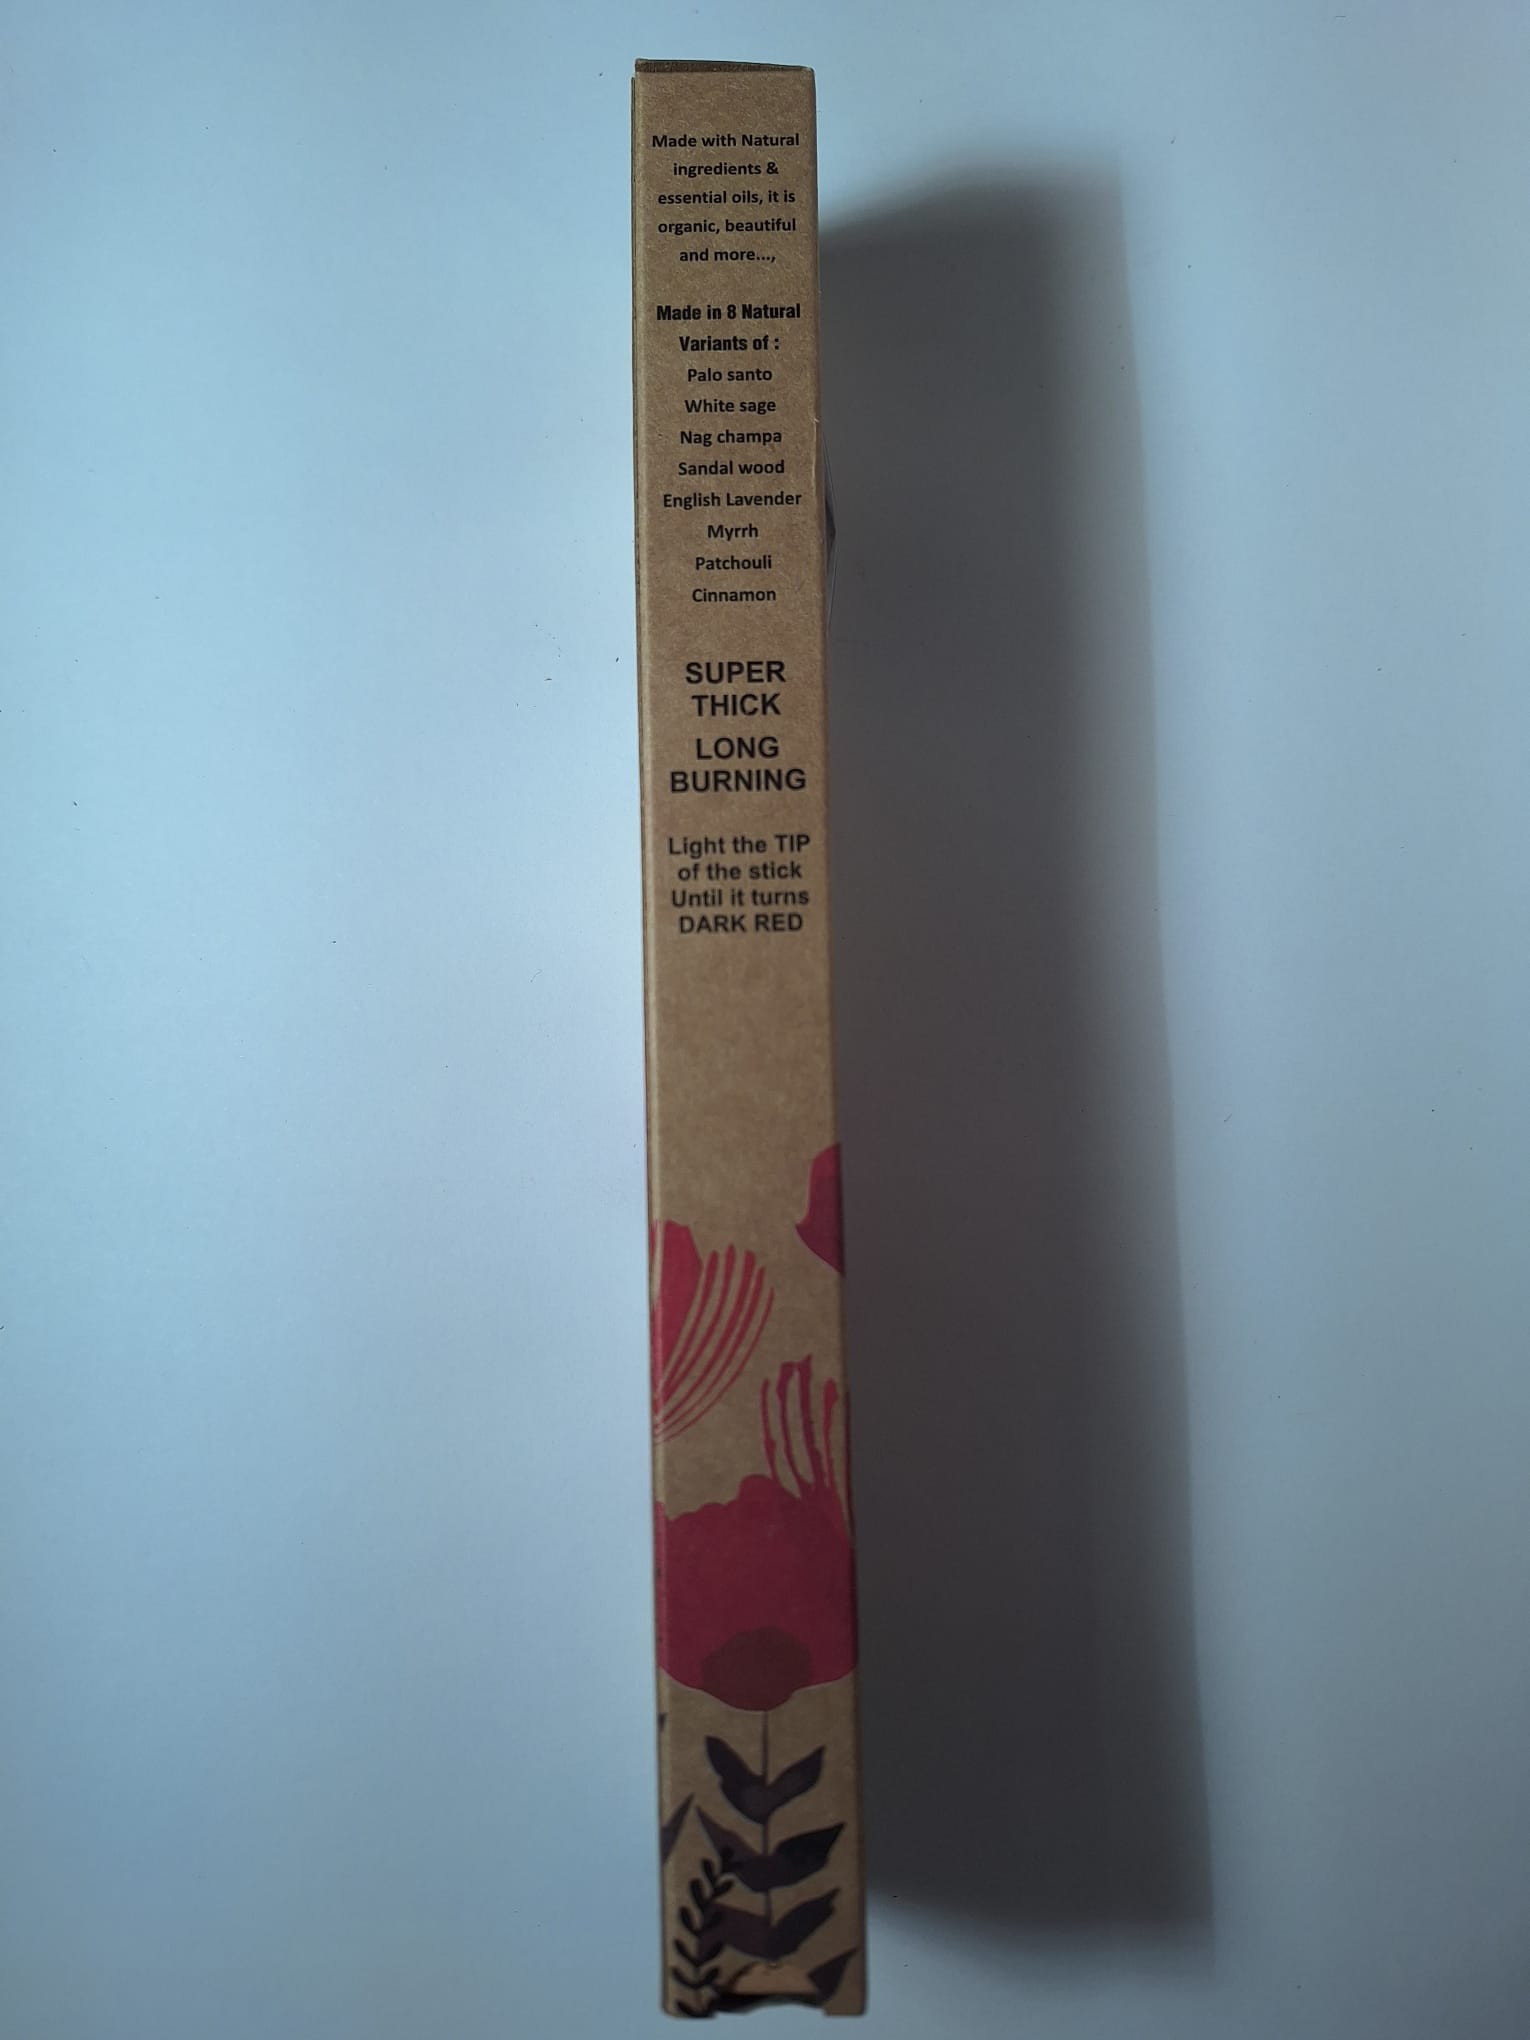 Made with Natural
ingredients &
essential oils, it is
organic, beautiful
and more...,
Made in 8 Natural
Variants of :
Palo santo
White sage
Nag champa
Sandal wood
English Lavender
Myrrh
Patchouli
Cinnamon
SUPER
THICK
LONG
BURNING
Light the TIP
of the stick
Until it turns
DARK RED